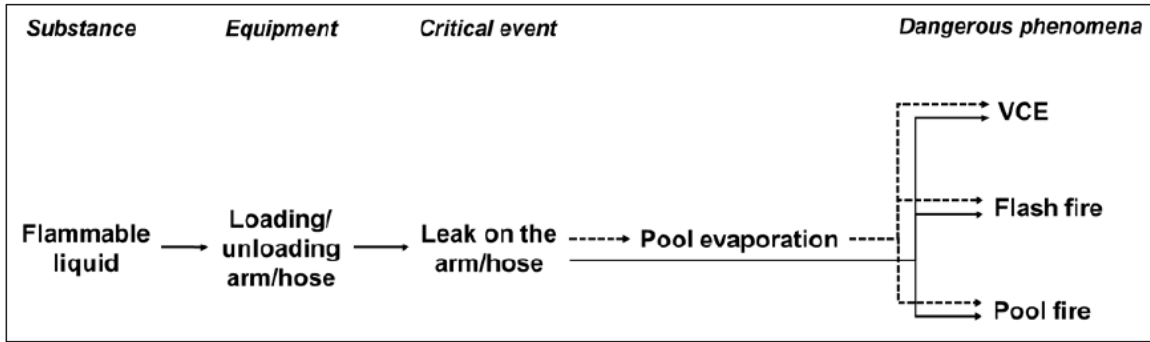 Substance Equipment Critical event Dangerous phenomena
VCE
Flash fire
Flammable
liquid
Loading/
unloading
arm/hose
Leak on the
arm/hose
Pool evaporation
Pool fire